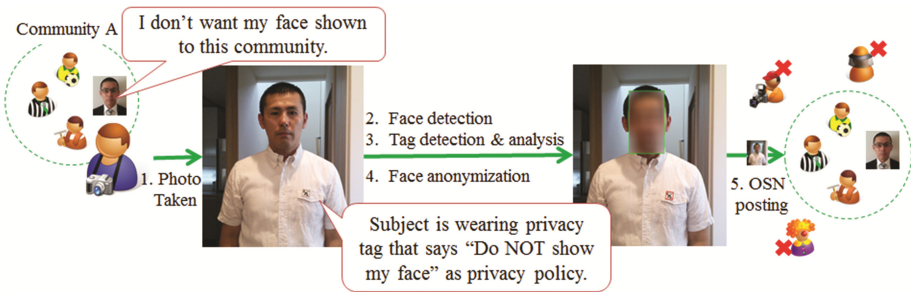 Community A
I don't want my face shown
to this community.
1. Photo
Taken
2. Face detection
3. Tag detection & analysis
4. Face anonymization
Subject is wearing privacy
tag that says “Do NOT show
my face” as privacy policy.
5. OSN
posting